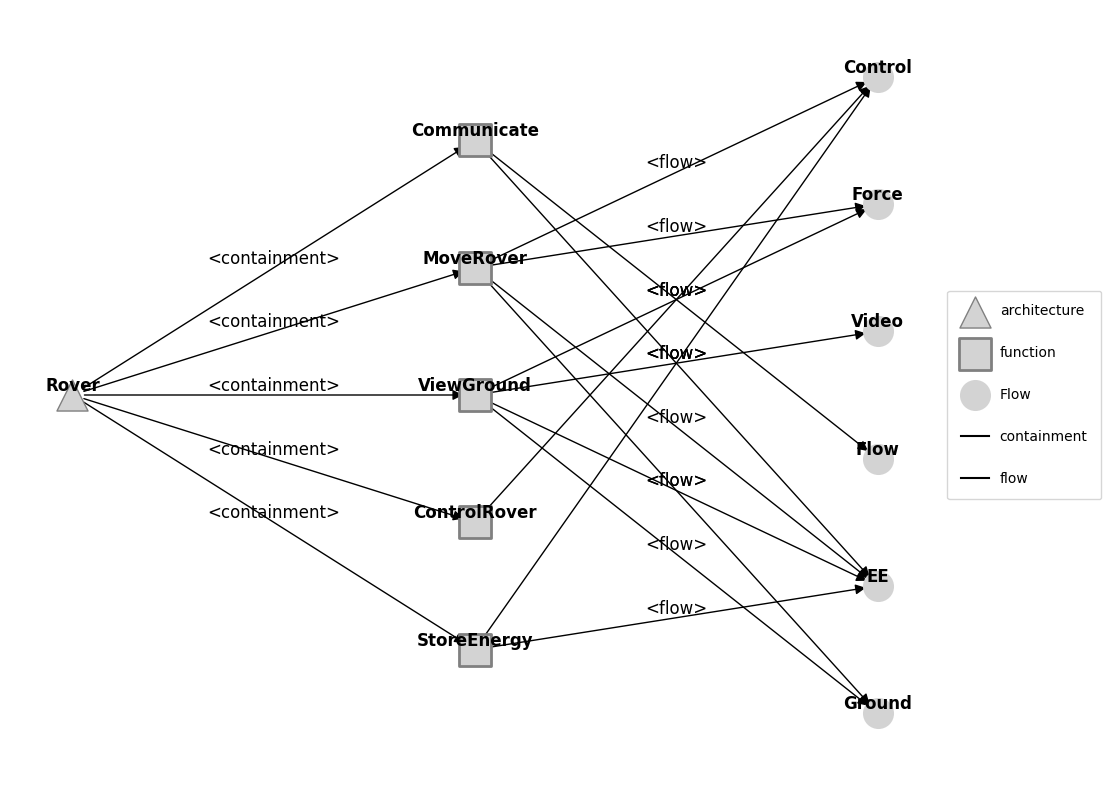 Control
Communicate
<flow>
Force
<flow>
MoveRover
<containment>
<flow>
<containment>
Video
<flow>
Rover
<containment>
ViewGround
<flow>
<containment>
Flow
<flow>
<containment>
ControlRover
<flow>
EE
<flow>
StoreEnergy
Ground
architecture
function
Flow
containment
flow